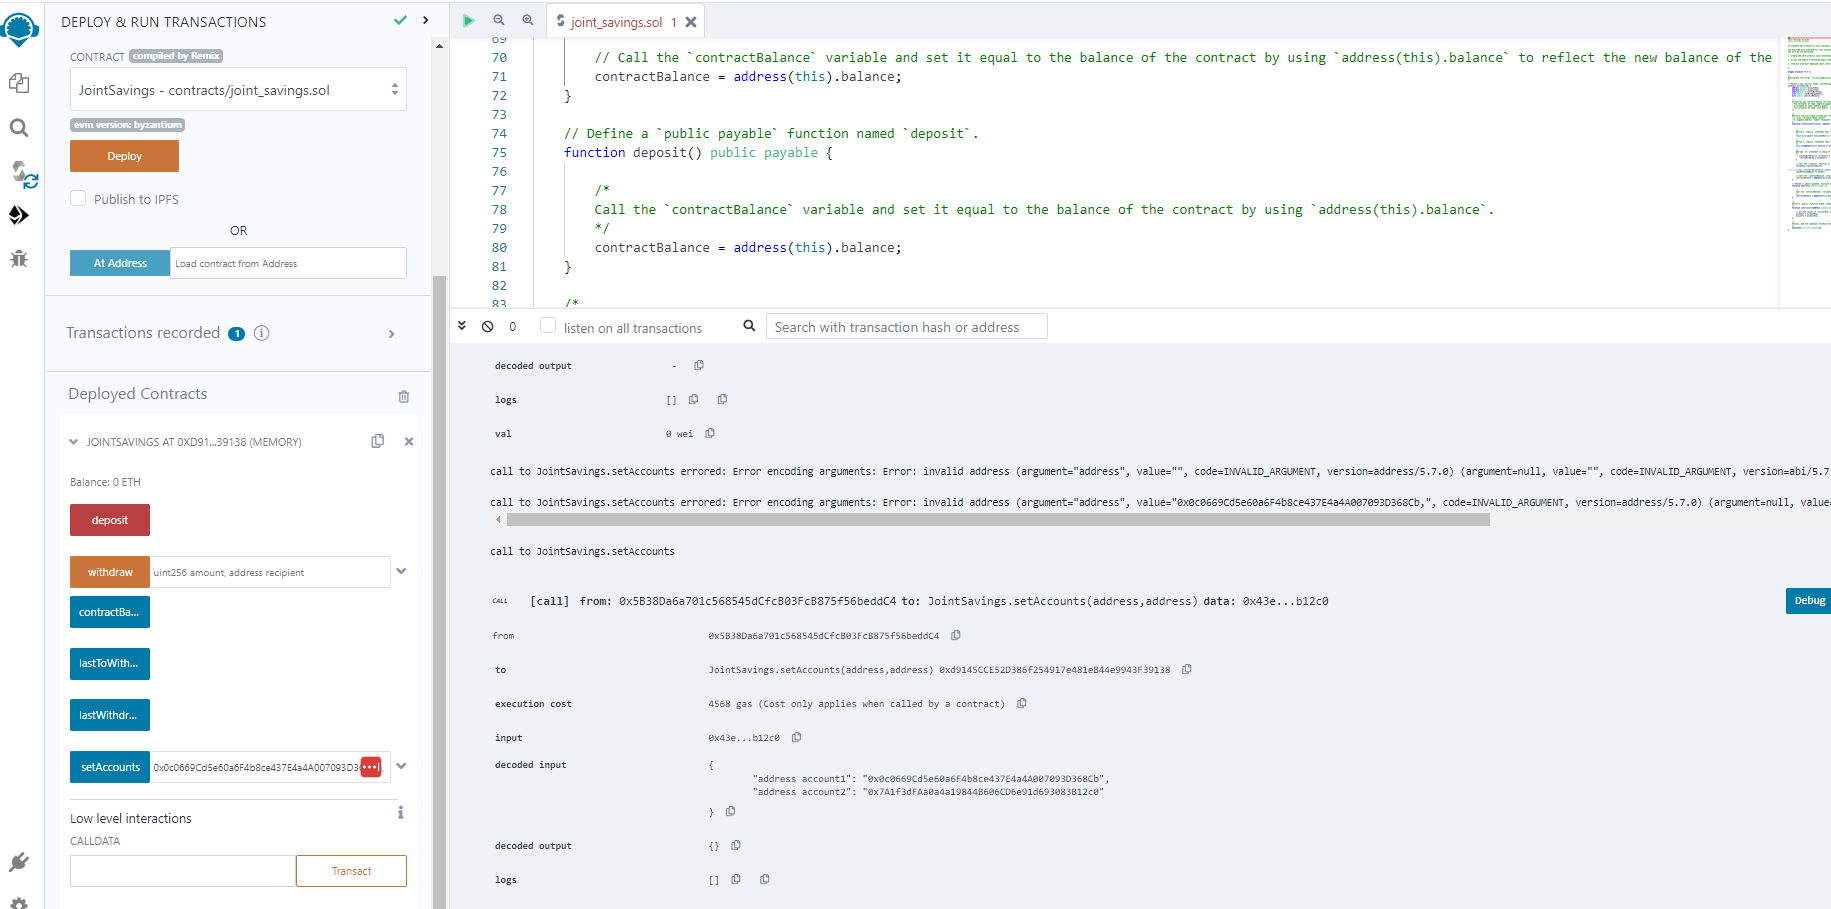 DEPLOY & RUN TRANSACTIONS
CONTRACT compiled by Remix
JointSavings - contracts/joint_savings.sol
evm version: byzantium
Deploy
Publish to IPFS
OR
At Address Load contract from Address
Transactions recorded 1 i
Deployed Contracts
JOINTSAVINGS AT 0XD91...39138 (MEMORY)
Balance: 0 ETH
deposit
withdraw uint256 amount, address recipient
contractBa...
lastToWith...
lastWithdr...
setAccounts 0x0c0669Cd5e60a6F4b8ce437E4a4A007093D3
Low level interactions
CALLDATA
Transact
joint_savings.sol 1
69
70 // Call the `contractBalance` variable and set it equal to the balance of the contract by using `address(this).balance` to reflect the new balance of the
71 contractBalance = address(this).balance;
72 }
73
74 // Define a `public payable` function named `deposit`.
75 function deposit() public payable {
76
77 /*
78 Call the `contractBalance` variable and set it equal to the balance of the contract by using `address(this).balance`.
79 */
80 contractBalance = address(this).balance;
81 }
82
83 /*
0 listen on all transactions Search with transaction hash or address
decoded output -
logs []
val 0 wei
call to JointSavings.setAccounts errored: Error encoding arguments: Error: invalid address (argument="address", value="", code=INVALID_ARGUMENT, version=address/5.7.0) (argument=null, value="", code=INVALID_ARGUMENT, version=abi/5.7
call to JointSavings.setAccounts errored: Error encoding arguments: Error: invalid address (argument="address", value="0x0c0669Cd5e60a6F4b8ce437E4a4A007093D368Cb,", code=INVALID_ARGUMENT, version=address/5.7.0) (argument=null, value=
call to JointSavings.setAccounts
CALL [call] from: 0x5B38Da6a701c568545dCfcB03FcB875f56beddC4 to: JointSavings.setAccounts(address,address) data: 0x43e...b12c0
Debug
from 0x5B38Da6a701c568545dCfcB03FcB875f56beddC4
to JointSavings.setAccounts(address,address) 0xd9145CCE52D386f254917e481eB44e9943F39138
execution cost 4568 gas (Cost only applies when called by a contract)
input 0x43e...b12c0
decoded input {
"address account1": "0x0c0669Cd5e60a6F4b8ce437E4a4A007093D368Cb",
"address account2": "0x7A1f3dFAa0a4a19844B606CD6e91d693083B12c0"
}
decoded output {}
logs []